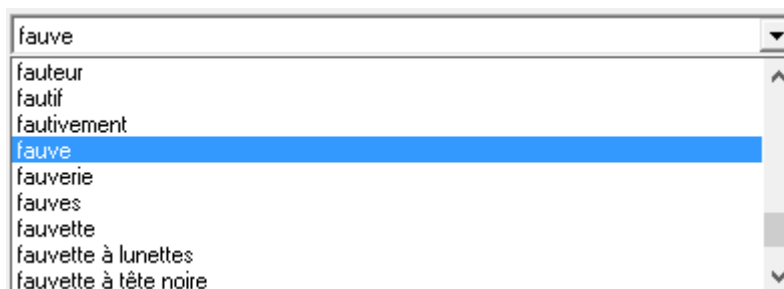 fauve
fauteur
fautif
fautivement
fauve
fauverie
fauves
fauvette
fauvette à lunettes
fauvette à tête noire